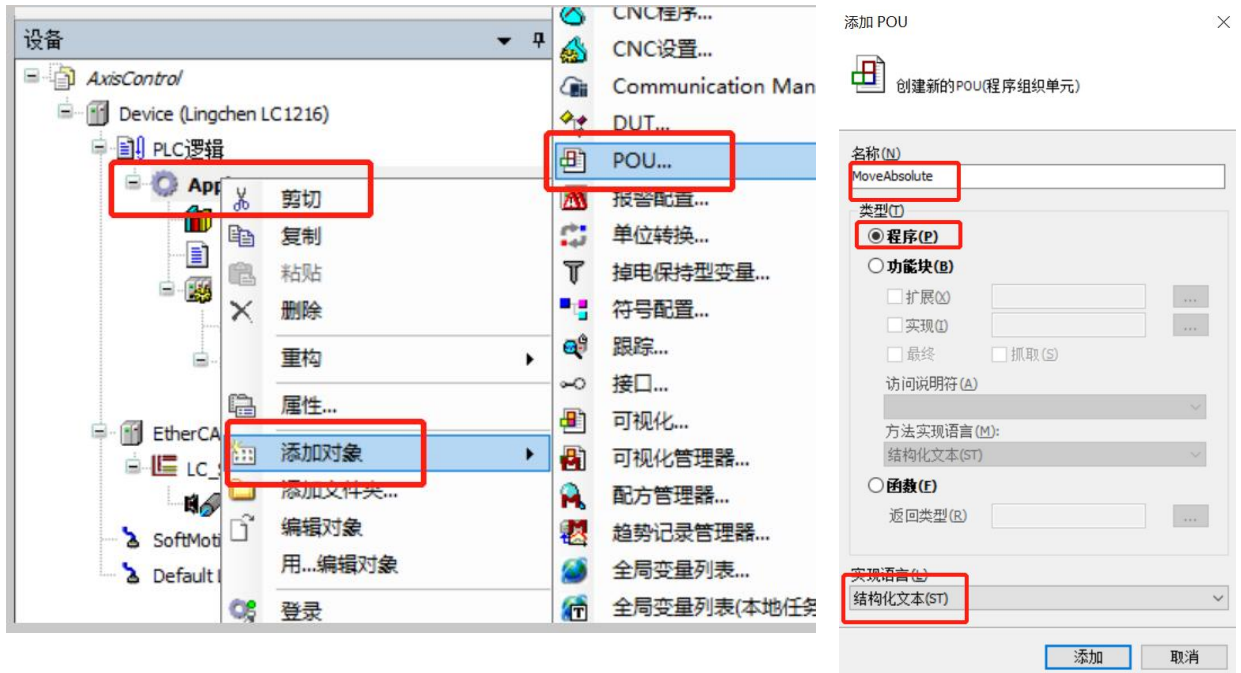 设备
AxisControl
Device (Lingchen LC1216)
PLC逻辑
App
EtherCA
LC_
SoftMoti
Default
剪切
复制
粘贴
删除
重构
属性...
添加对象
添加文件夹...
编辑对象
用...编辑对象
登录
CNC程序...
CNC设置...
Communication Man
DUT...
POU...
报警配置...
单位转换...
掉电保持型变量...
符号配置...
跟踪...
接口...
可视化...
可视化管理器...
配方管理器...
趋势记录管理器...
全局变量列表...
全局变量列表(本地任务
添加 POU
创建新的POU(程序组织单元)
名称(N)
MoveAbsolute
类型(T)
程序(P)
功能块(B)
扩展(X)
...
实现(I)
...
最终
抓取(S)
访问说明符(A)
方法实现语言(M):
结构化文本(ST)
函数(F)
返回类型(R)
...
实现语言(L)
结构化文本(ST)
添加
取消